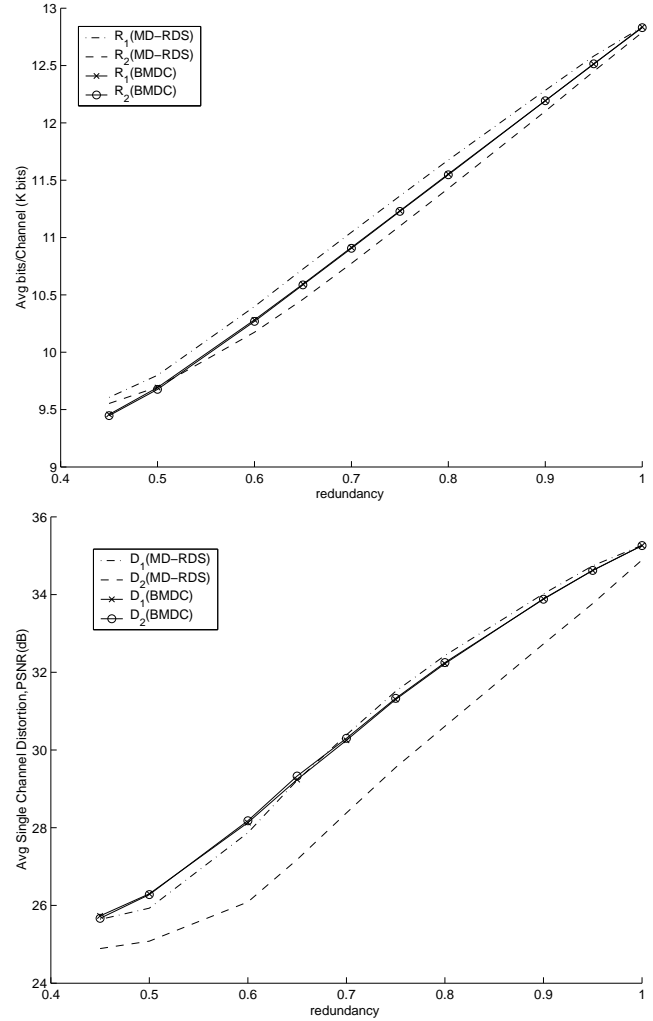 13
12.5
12
11.5
11
10.5
10
9.5
9
Avg bits/Channel (K bits)
R1(MD−RDS)
R2(MD−RDS)
R1(BMDC)
R2(BMDC)
0.4 0.5 0.6 0.7 0.8 0.9 1
redundancy
36
34
32
30
28
26
24
Avg Single Channel Distortion,PSNR(dB)
D1(MD−RDS)
D2(MD−RDS)
D1(BMDC)
D2(BMDC)
0.4 0.5 0.6 0.7 0.8 0.9 1
redundancy